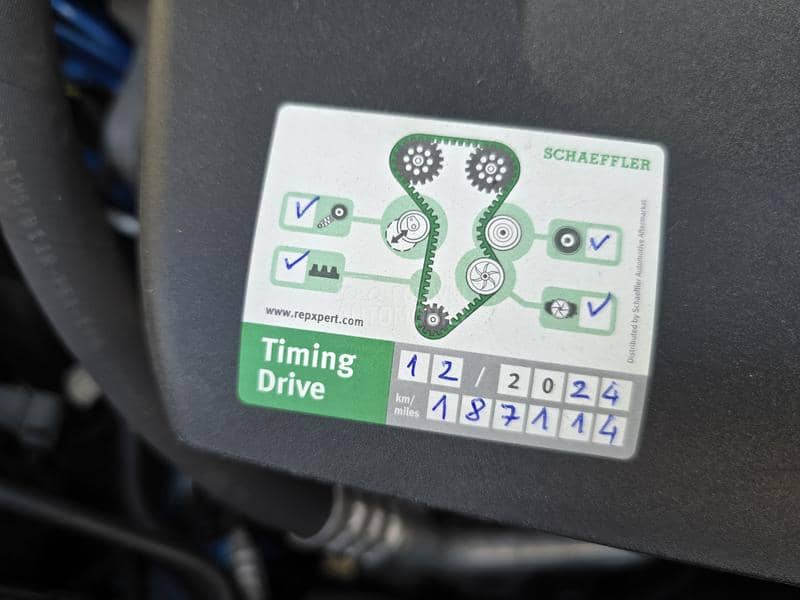 SCHAEFFLER
www.repxpert.com
Distributed by Schaeffler Automotive Aftermarket
Timing
Drive
12/2024
km/
miles
187114